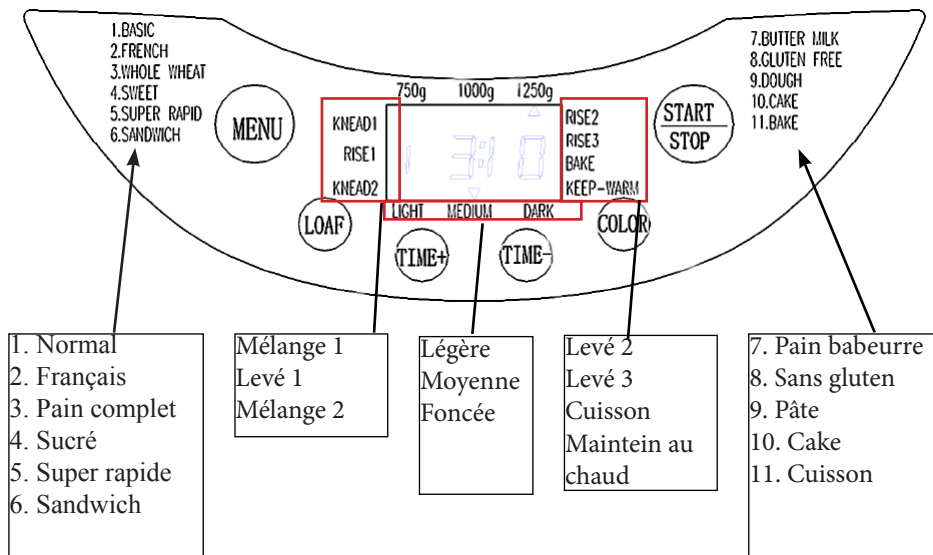 1.BASIC
2.FRENCH
3.WHOLE WHEAT
4.SWEET
5.SUPER RAPID
6.SANDWICH
MENU
LOAF
750g 1000g 1250g
KNEAD1
RISE1
KNEAD2
1 3:10
RISE2
RISE3
BAKE
KEEP-WARM
LIGHT MEDIUM DARK
TIME+
TIME-
COLOR
START
STOP
7.BUTTER MILK
8.GLUTEN FREE
9.DOUGH
10.CAKE
11.BAKE
1. Normal
2. Français
3. Pain complet
4. Sucré
5. Super rapide
6. Sandwich
Mélange 1
Levé 1
Mélange 2
Légère
Moyenne
Foncée
Levé 2
Levé 3
Cuisson
Maintein au
chaud
7. Pain babeurre
8. Sans gluten
9. Pâte
10. Cake
11. Cuisson